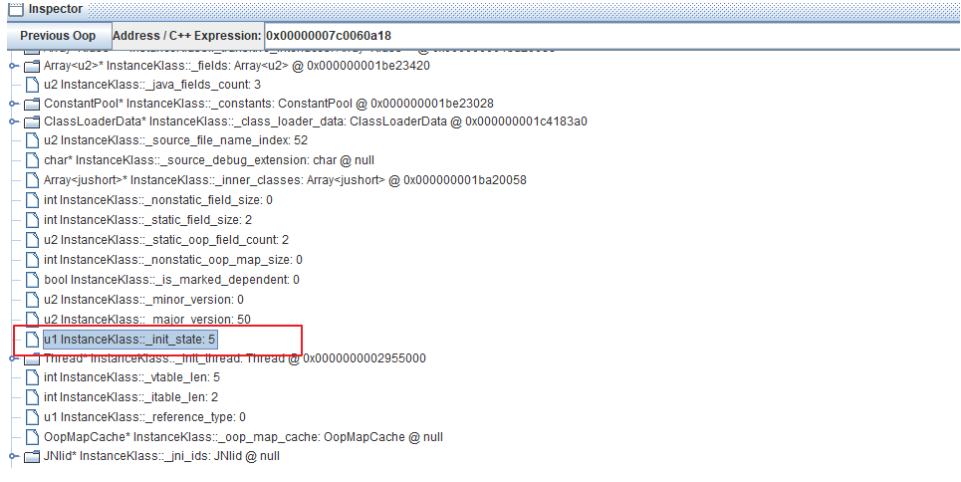 Inspector
Previous Oop Address / C++ Expression: 0x00000007c0060a18
Array<u2>* InstanceKlass::_fields: Array<u2> @ 0x000000001be23420
u2 InstanceKlass::_java_fields_count: 3
ConstantPool* InstanceKlass::_constants: ConstantPool @ 0x000000001be23028
ClassLoaderData* InstanceKlass::_class_loader_data: ClassLoaderData @ 0x000000001c4183a0
u2 InstanceKlass::_source_file_name_index: 52
char* InstanceKlass::_source_debug_extension: char @ null
Array<jushort>* InstanceKlass::_inner_classes: Array<jushort> @ 0x000000001ba20058
int InstanceKlass::_nonstatic_field_size: 0
int InstanceKlass::_static_field_size: 2
u2 InstanceKlass::_static_oop_field_count: 2
int InstanceKlass::_nonstatic_oop_map_size: 0
bool InstanceKlass::_is_marked_dependent: 0
u2 InstanceKlass::_minor_version: 0
u2 InstanceKlass::_major_version: 50
u1 InstanceKlass::_init_state: 5
Thread* InstanceKlass::_init_thread: Thread @ 0x0000000002955000
int InstanceKlass::_vtable_len: 5
int InstanceKlass::_itable_len: 2
u1 InstanceKlass::_reference_type: 0
OopMapCache* InstanceKlass::_oop_map_cache: OopMapCache @ null
JNIid* InstanceKlass::_jni_ids: JNIid @ null